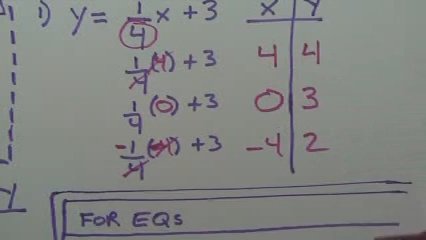 1) y = 1/4 x + 3
1/4 (4) + 3
1/4 (0) + 3
-1/4 (-4) + 3
X Y
4 4
0 3
-4 2
Y
FOR EQs